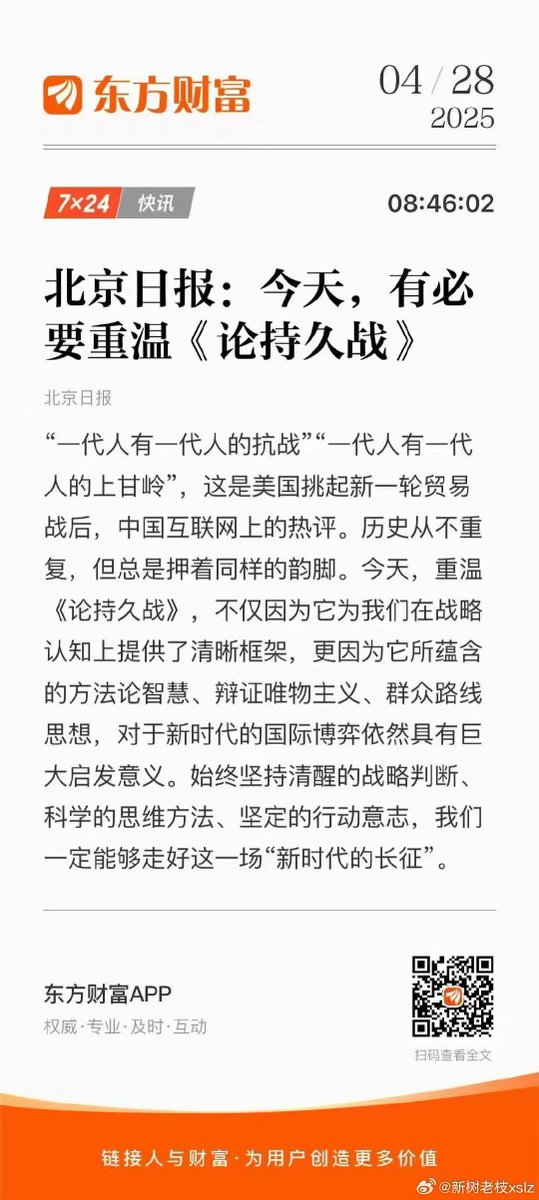 东方财富
04/28
2025
7×24 快讯
08:46:02
北京日报：今天，有必
要重温《论持久战》
北京日报
“一代人有一代人的抗战”“一代人有一代
人的上甘岭”，这是美国挑起新一轮贸易
战后，中国互联网上的热评。历史从不重
复，但总是押着同样的韵脚。今天，重温
《论持久战》，不仅因为它为我们在战略
认知上提供了清晰框架，更因为它所蕴含
的方法论智慧、辩证唯物主义、群众路线
思想，对于新时代的国际博弈依然具有巨
大启发意义。始终坚持清醒的战略判断、
科学的思维方法、坚定的行动意志，我们
一定能够走好这一场“新时代的长征”。
东方财富APP
权威·专业·及时·互动
扫码查看全文
链接人与财富·为用户创造更多价值
@新树老枝xslz